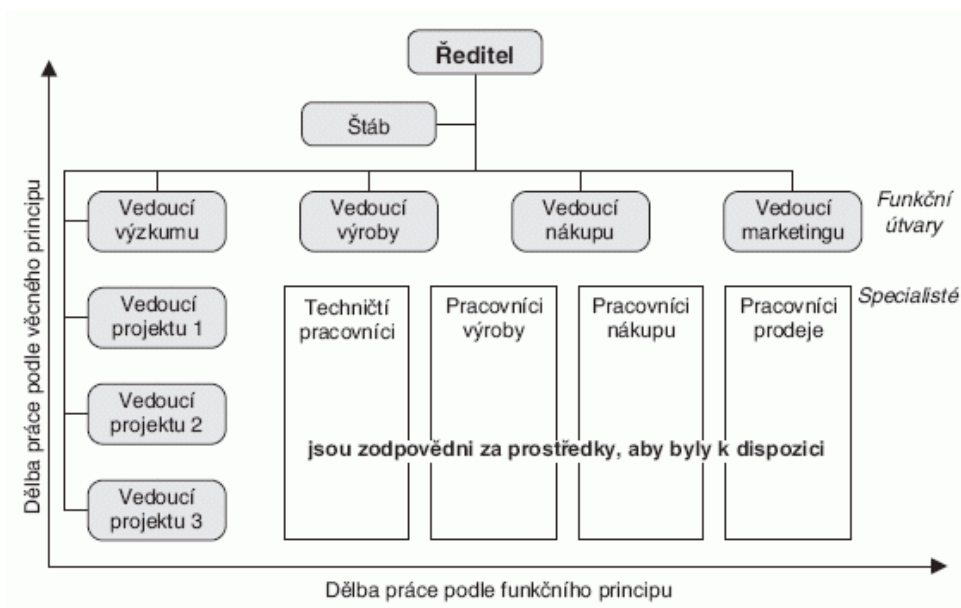 Ředitel
Štáb
Vedoucí
výzkumu
Vedoucí
výroby
Vedoucí
nákupu
Vedoucí
marketingu
Funkční
útvary
Vedoucí
projektu 1
Techničtí
pracovníci
Pracovníci
výroby
Pracovníci
nákupu
Pracovníci
prodeje
Specialisté
Vedoucí
projektu 2
jsou zodpovědni za prostředky, aby byly k dispozici
Vedoucí
projektu 3
Dělba práce podle věcného principu
Dělba práce podle funkčního principu